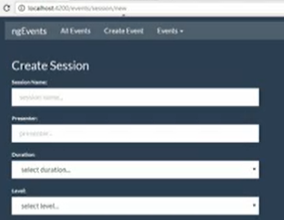 localhost:4200/events/session/new
ngEvents All Events Create Event Events
Create Session
Session Name:
session name...
Presenter:
presenter...
Duration:
select duration...
Level:
select level...